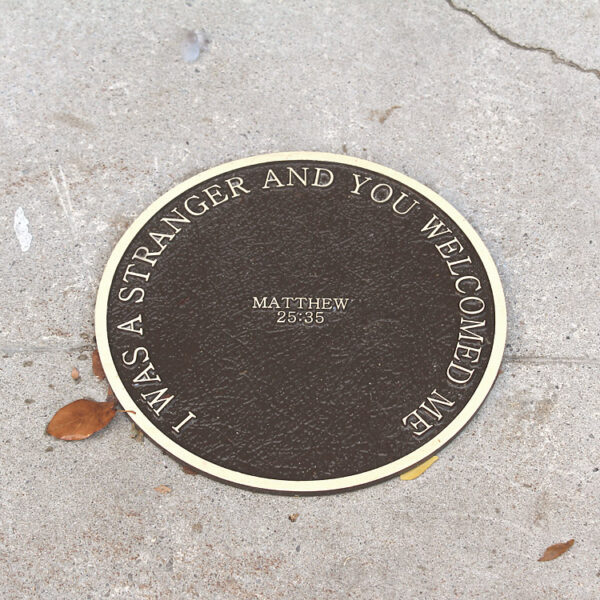 I WAS A STRANGER AND YOU WELCOMED ME
MATTHEW
25:35